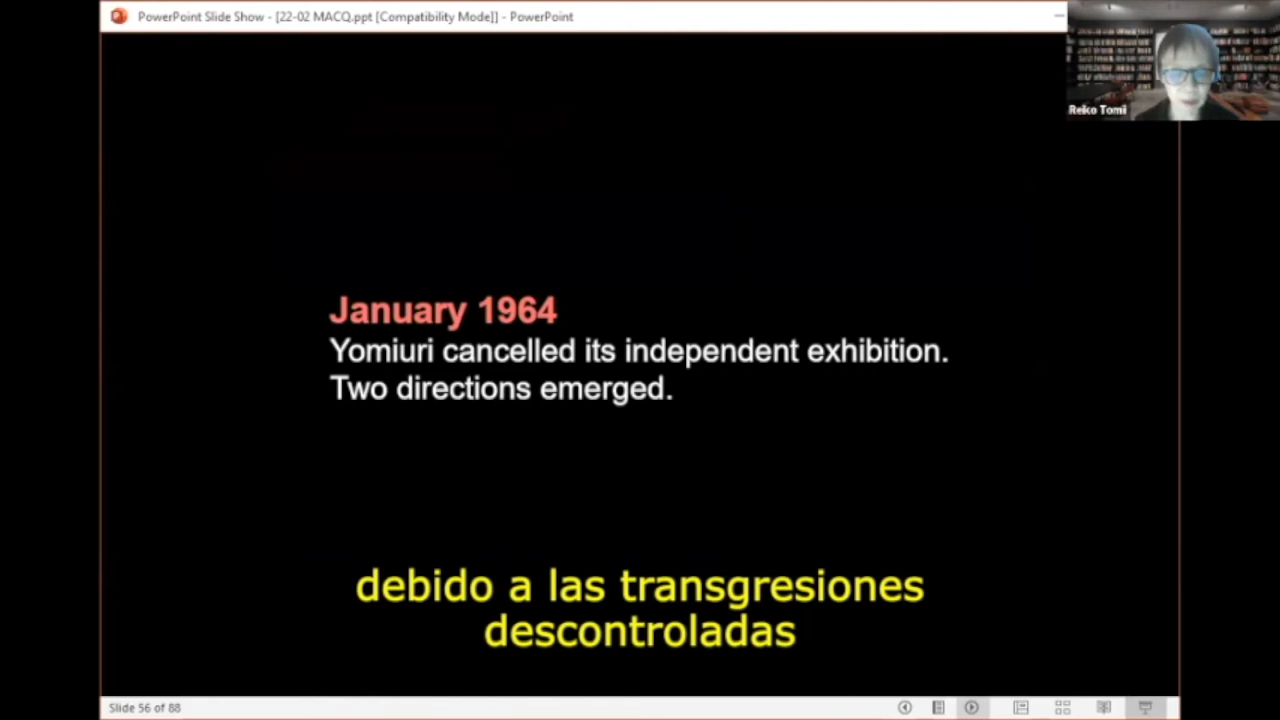 PowerPoint Slide Show - [22-02 MACQ.ppt [Compatibility Mode]] - PowerPoint
Reiko Tomii
January 1964
Yomiuri cancelled its independent exhibition.
Two directions emerged.
debido a las transgresiones
descontroladas
Slide 56 of 88